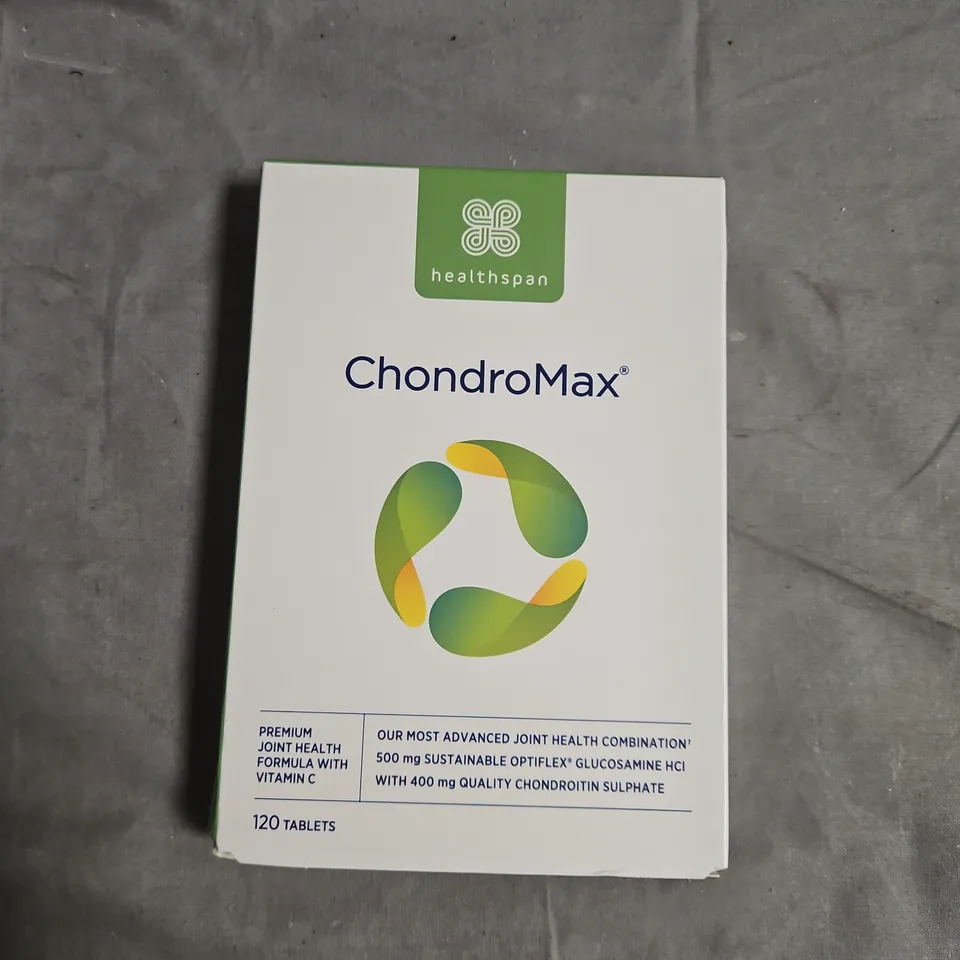 healthspan
ChondroMax®
PREMIUM
JOINT HEALTH
FORMULA WITH
VITAMIN C
OUR MOST ADVANCED JOINT HEALTH COMBINATION†
500 mg SUSTAINABLE OPTIFLEX® GLUCOSAMINE HCl
WITH 400 mg QUALITY CHONDROITIN SULPHATE
120 TABLETS